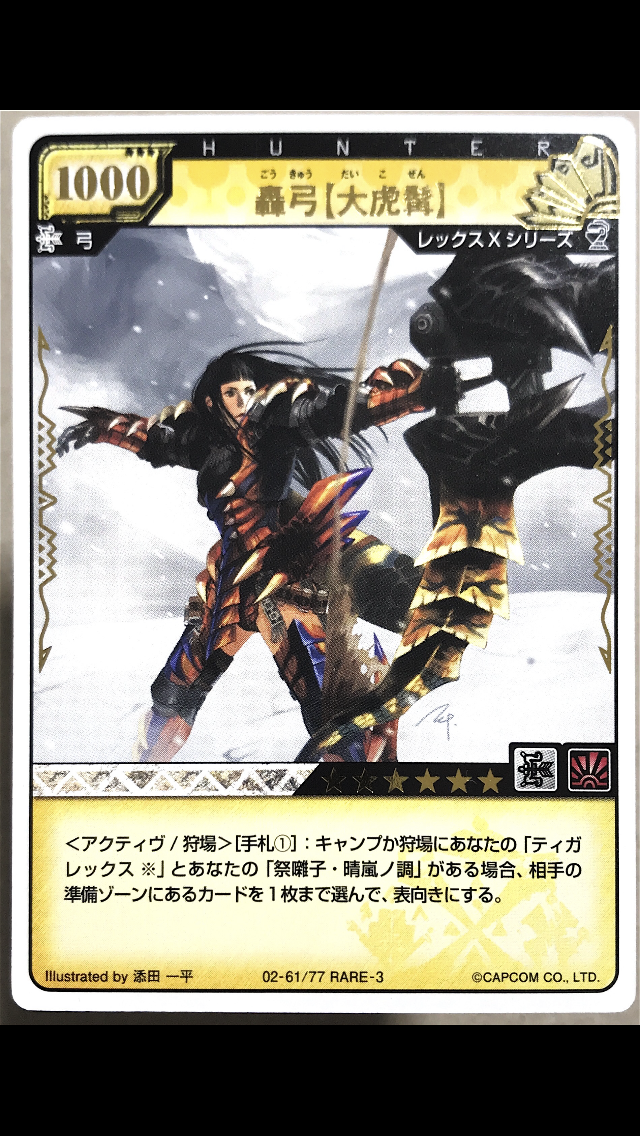 HUNTER
1000
ごう きゅう だい こ せん
轟弓【大虎髯】
弓
レックスXシリーズ
<アクティヴ / 狩場>[手札①]:キャンプか狩場にあなたの「ティガ
レックス ※」とあなたの「祭囃子・晴嵐ノ調」がある場合、相手の
準備ゾーンにあるカードを1枚まで選んで、表向きにする。
Illustrated by 添田 一平
02-61/77 RARE-3
©CAPCOM CO., LTD.